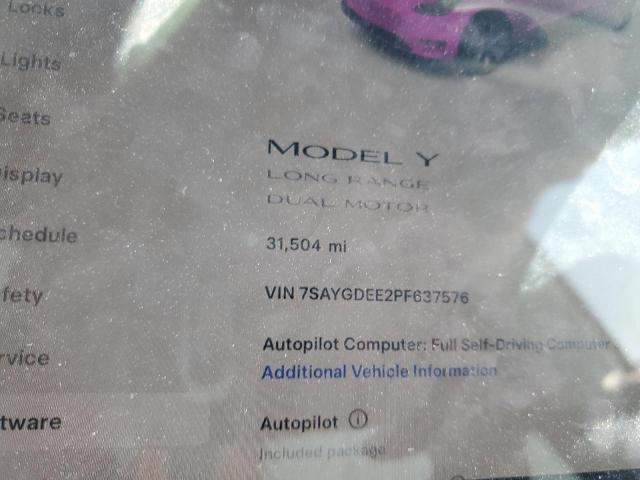 Locks
Lights
Seats
isplay
chedule
fety
rvice
tware
MODEL Y
LONG RANGE
DUAL MOTOR
31,504 mi
VIN 7SAYGDEE2PF637576
Autopilot Computer: Full Self-Driving Computer
Additional Vehicle Information
Autopilot ⓘ
Included package